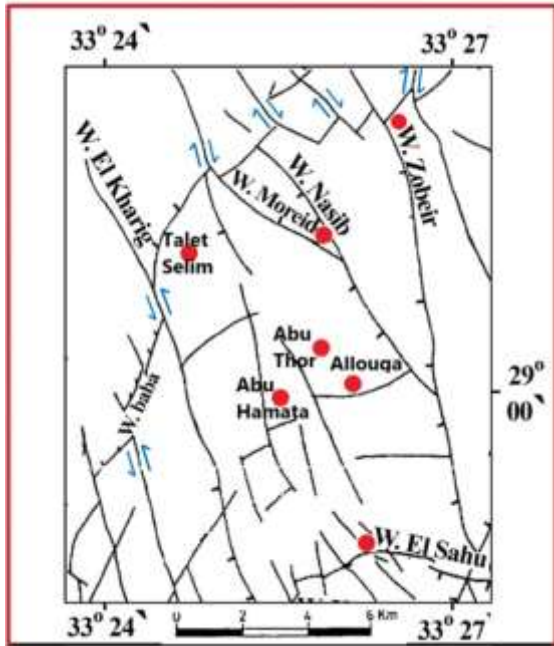 33° 24`
33° 27
W. El Kharig
W. Moreid
W. Nasib
W. Zobeir
Talet
Selim
Abu
Thor
Allouqa
Abu
Hamata
W. baba
29°
00`
W. El Sahu
33° 24`
33° 27`
0 2 4 6 Km